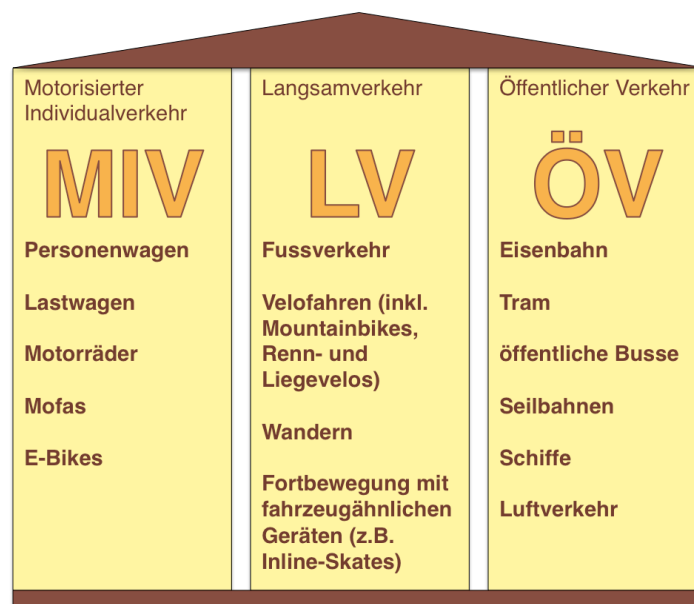 Motorisierter
Individualverkehr
MIV
Personenwagen
Lastwagen
Motorräder
Mofas
E-Bikes
Langsamverkehr
LV
Fussverkehr
Velofahren (inkl.
Mountainbikes,
Renn- und
Liegevelos)
Wandern
Fortbewegung mit
fahrzeugähnlichen
Geräten (z.B.
Inline-Skates)
Öffentlicher Verkehr
ÖV
Eisenbahn
Tram
öffentliche Busse
Seilbahnen
Schiffe
Luftverkehr